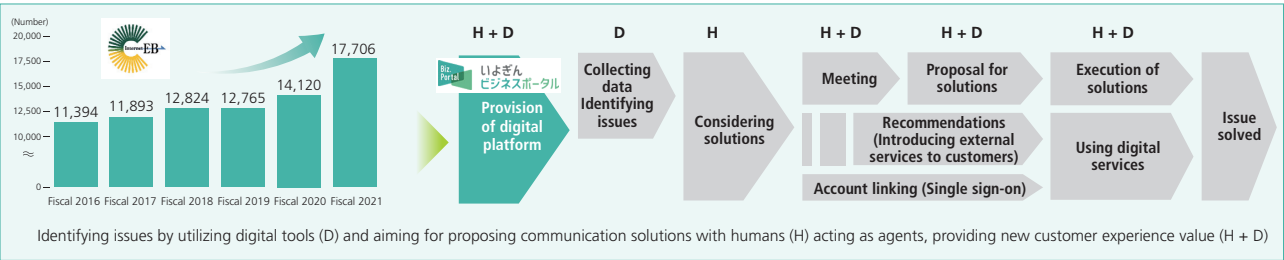 (Number)
20,000
17,500
15,000
12,500
10,000
≈
0
Internet EB
11,394
11,893
12,824
12,765
14,120
17,706
Fiscal 2016
Fiscal 2017
Fiscal 2018
Fiscal 2019
Fiscal 2020
Fiscal 2021
H + D
D
H
H + D
H + D
Biz.
Portal
いよぎん
ビジネスポータル
Provision
of digital
platform
Collecting
data
Identifying
issues
Considering
solutions
Meeting
Proposal for
solutions
Recommendations
(Introducing external
services to customers)
Account linking (Single sign-on)
Execution of
solutions
Using digital
services
Issue
solved
Identifying issues by utilizing digital tools (D) and aiming for proposing communication solutions with humans (H) acting as agents, providing new customer experience value (H + D)